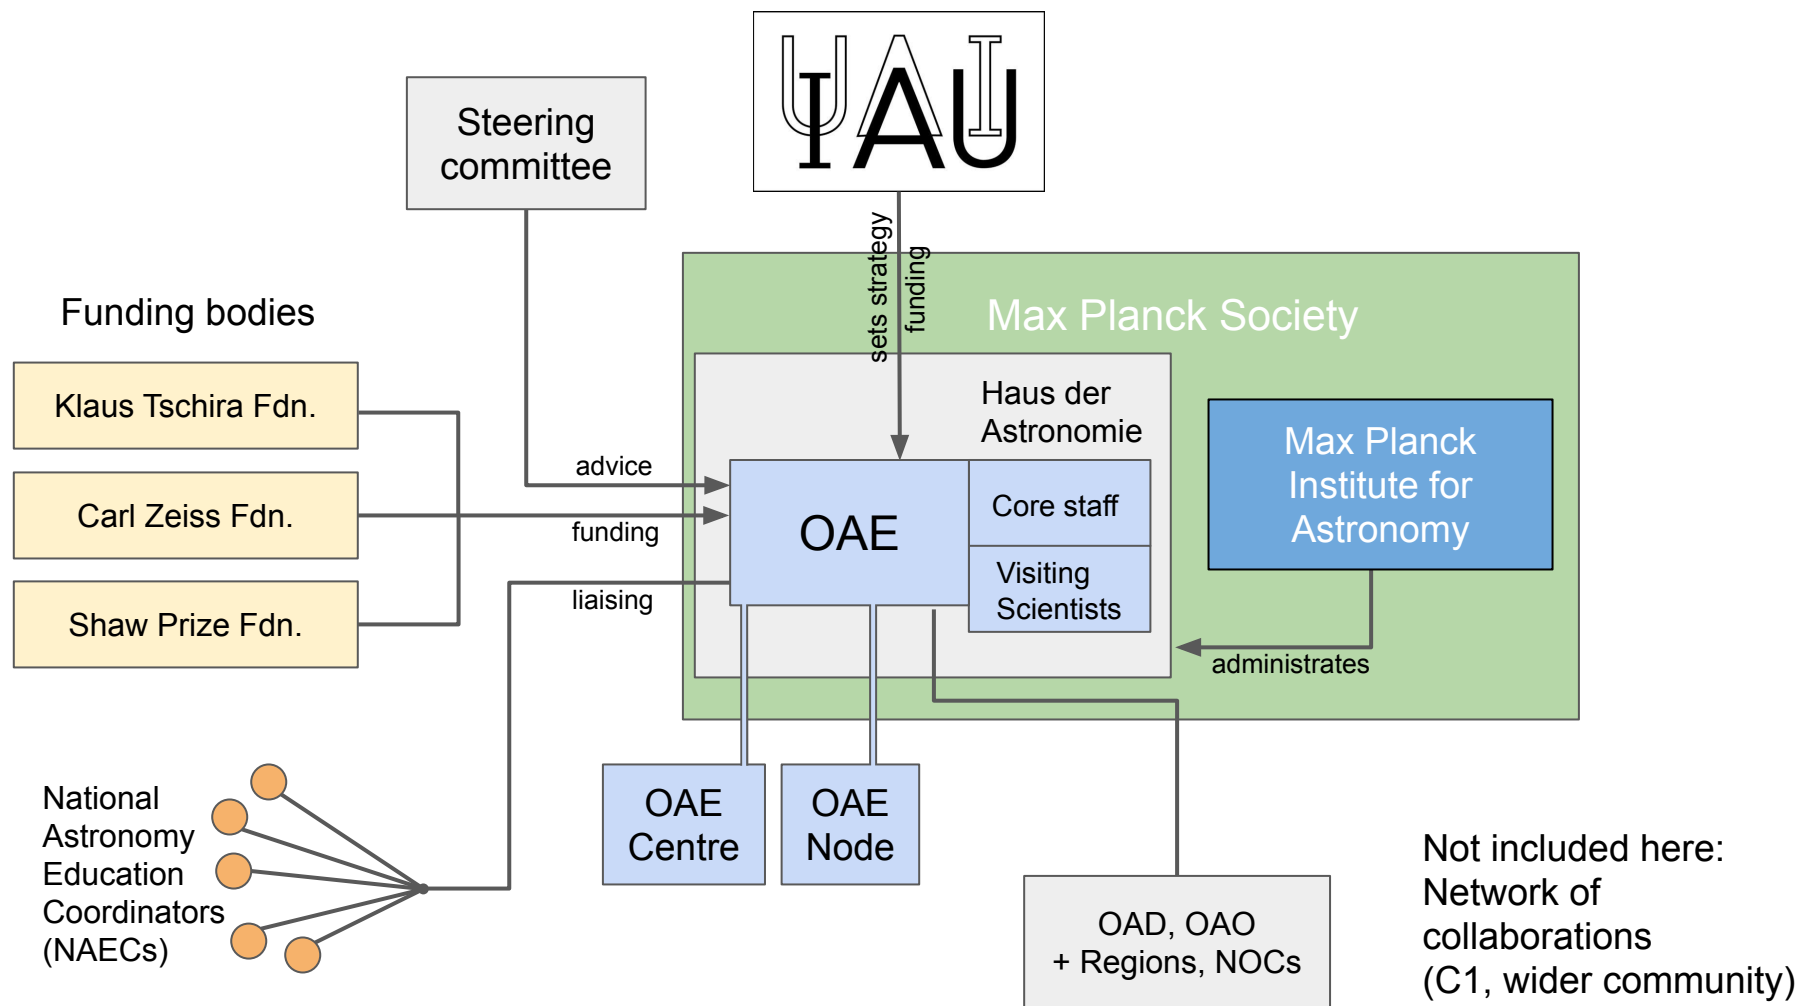 IAU
UAI
Steering
committee
sets strategy
funding
Funding bodies
Max Planck Society
Klaus Tschira Fdn.
Carl Zeiss Fdn.
Shaw Prize Fdn.
Haus der
Astronomie
Max Planck
Institute for
Astronomy
advice
funding
liaising
OAE
Core staff
Visiting
Scientists
administrates
OAE
Centre
OAE
Node
National
Astronomy
Education
Coordinators
(NAECs)
OAD, OAO
+ Regions, NOCs
Not included here:
Network of
collaborations
(C1, wider community)